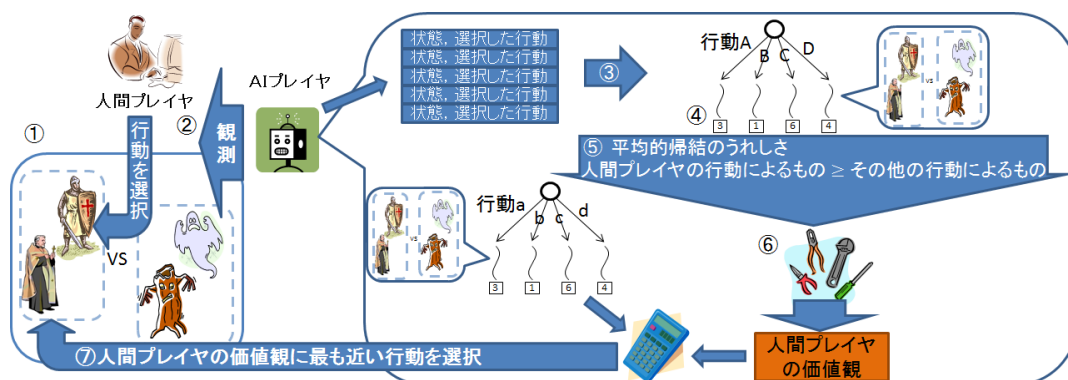 人間プレイヤ
①
行動を選択
②
観測
VS
AIプレイヤ
状態,選択した行動
状態,選択した行動
状態,選択した行動
状態,選択した行動
状態,選択した行動
③
行動A
B
C
D
④
3
1
6
4
VS
⑤ 平均的帰結のうれしさ
人間プレイヤの行動によるもの ≥ その他の行動によるもの
行動a
b
c
d
VS
3
1
6
4
⑥
人間プレイヤ
の価値観
⑦人間プレイヤの価値観に最も近い行動を選択